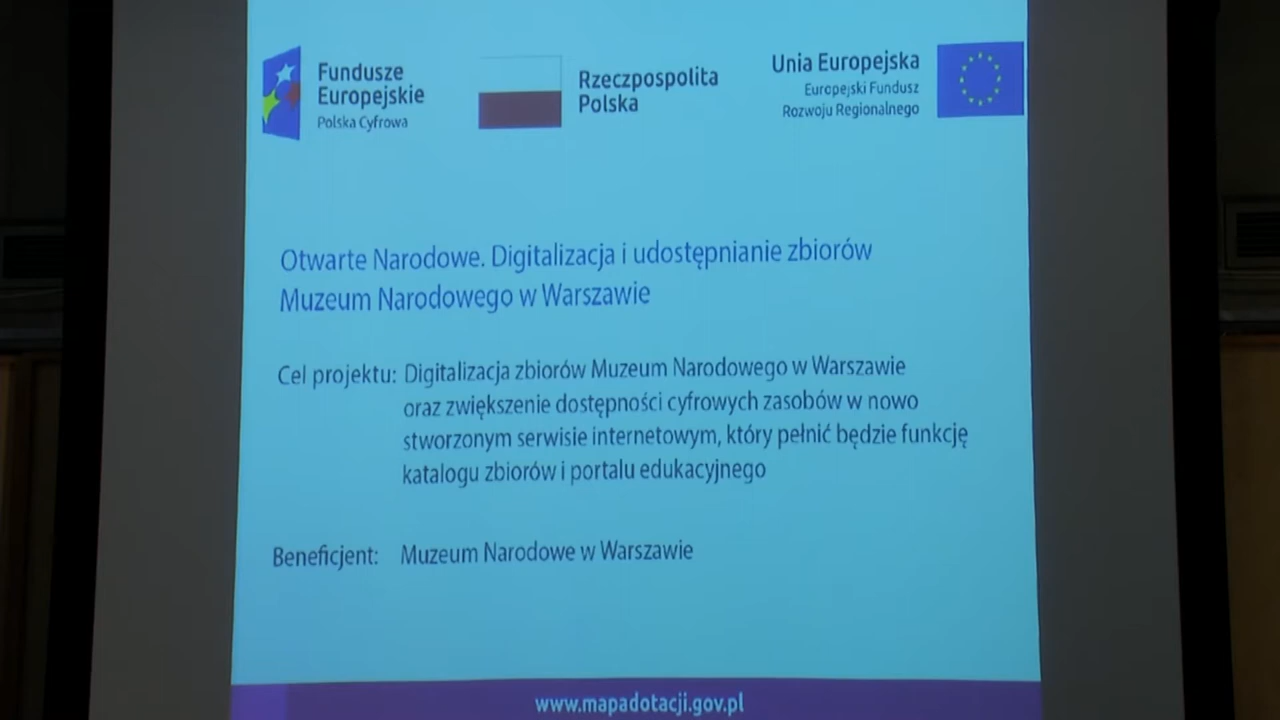 Fundusze
Europejskie
Polska Cyfrowa
Rzeczpospolita
Polska
Unia Europejska
Europejski Fundusz
Rozwoju Regionalnego
Otwarte Narodowe. Digitalizacja i udostępnianie zbiorów
Muzeum Narodowego w Warszawie
Cel projektu: Digitalizacja zbiorów Muzeum Narodowego w Warszawie
oraz zwiększenie dostępności cyfrowych zasobów w nowo
stworzonym serwisie internetowym, który pełnić będzie funkcję
katalogu zbiorów i portalu edukacyjnego
Beneficjent: Muzeum Narodowe w Warszawie
www.mapadotacji.gov.pl